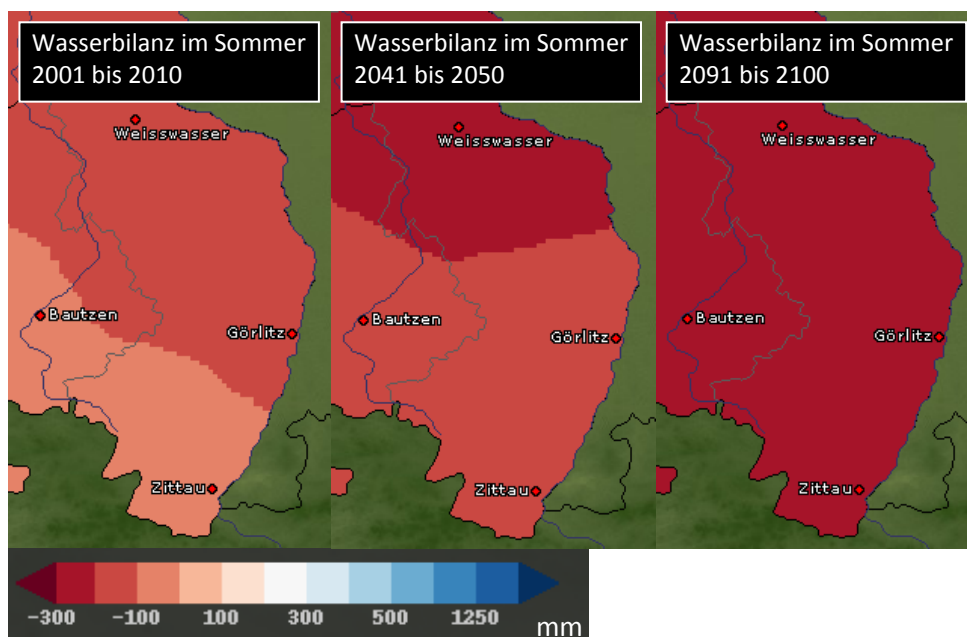 Wasserbilanz im Sommer
2001 bis 2010
Weisswasser
Bautzen
Görlitz
Zittau
Wasserbilanz im Sommer
2041 bis 2050
Weisswasser
Bautzen
Görlitz
Zittau
Wasserbilanz im Sommer
2091 bis 2100
Weisswasser
Bautzen
Görlitz
Zittau
-300 -100 100 300 500 1250 mm